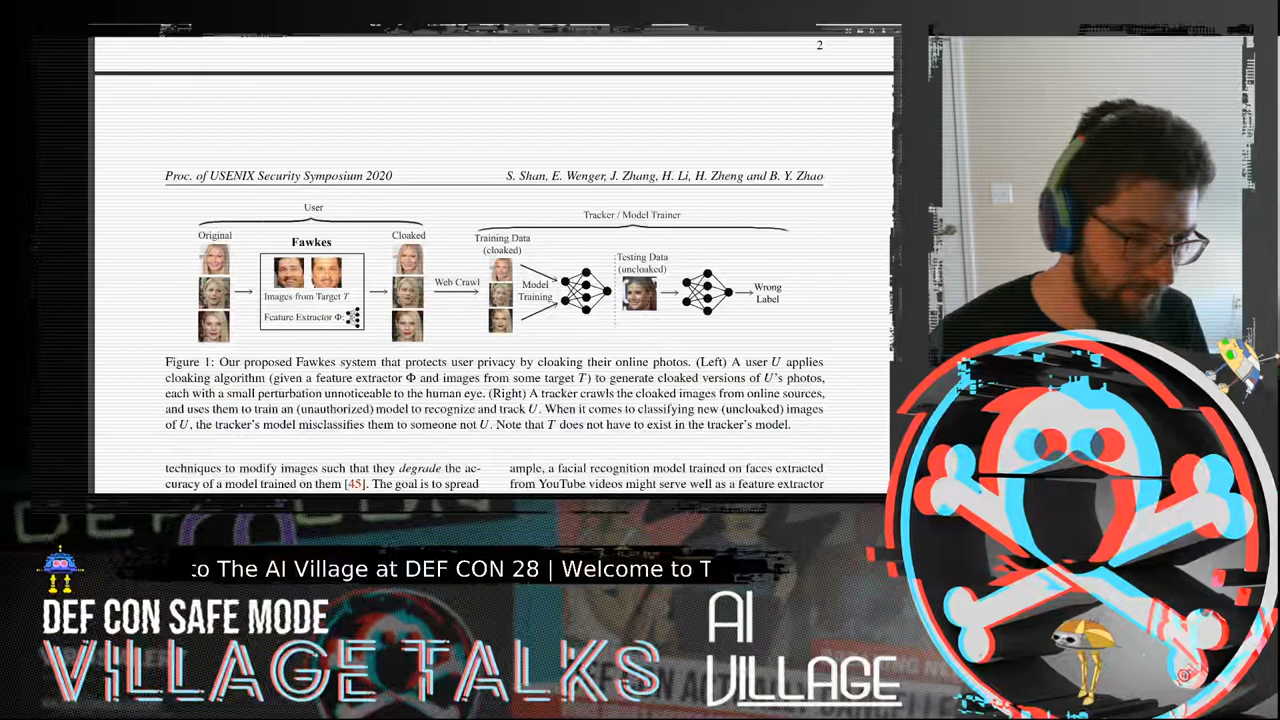 2
Proc. of USENIX Security Symposium 2020
S. Shan, E. Wenger, J. Zhang, H. Li, H. Zheng and B. Y. Zhao
User
Tracker / Model Trainer
Original
Fawkes
Cloaked
Training Data
(cloaked)
Testing Data
(uncloaked)
Images from Target T
Feature Extractor Φ:
Web Crawl
Model
Training
Wrong
Label
Figure 1: Our proposed Fawkes system that protects user privacy by cloaking their online photos. (Left) A user U applies
cloaking algorithm (given a feature extractor Φ and images from some target T) to generate cloaked versions of U's photos,
each with a small perturbation unnoticeable to the human eye. (Right) A tracker crawls the cloaked images from online sources,
and uses them to train an (unauthorized) model to recognize and track U. When it comes to classifying new (uncloaked) images
of U, the tracker's model misclassifies them to someone not U. Note that T does not have to exist in the tracker's model.
techniques to modify images such that they degrade the ac-
curacy of a model trained on them [45]. The goal is to spread
ample, a facial recognition model trained on faces extracted
from YouTube videos might serve well as a feature extractor
DEF CON
to The AI Village at DEF CON 28 | Welcome to T
DEF CON SAFE MODE
VILLAGE TALKS
AI
VILLAGE